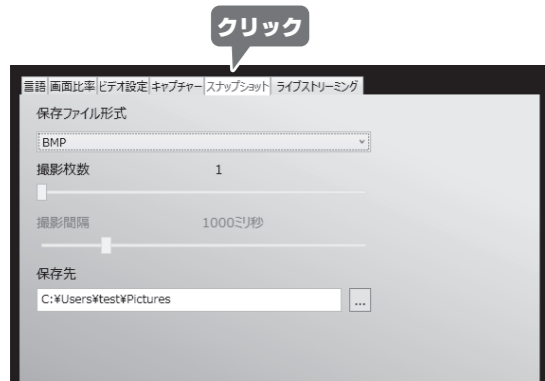 クリック
言語 画面比率 ビデオ設定 キャプチャー スナップショット ライブストリーミング
保存ファイル形式
BMP
撮影枚数 1
撮影間隔 1000ミリ秒
保存先
C:¥Users¥test¥Pictures ...